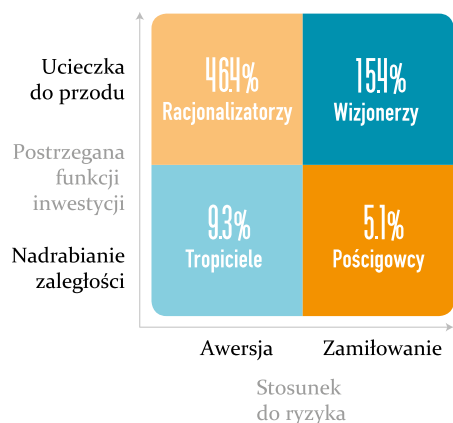 Ucieczka
do przodu
46.4%
Racjonalizatorzy
15.4%
Wizjonerzy
Postrzegana
funkcji
inwestycji
Nadrabianie
zaległości
9.3%
Tropiciele
5.1%
Pościgowcy
Awersja
Zamiłowanie
Stosunek
do ryzyka